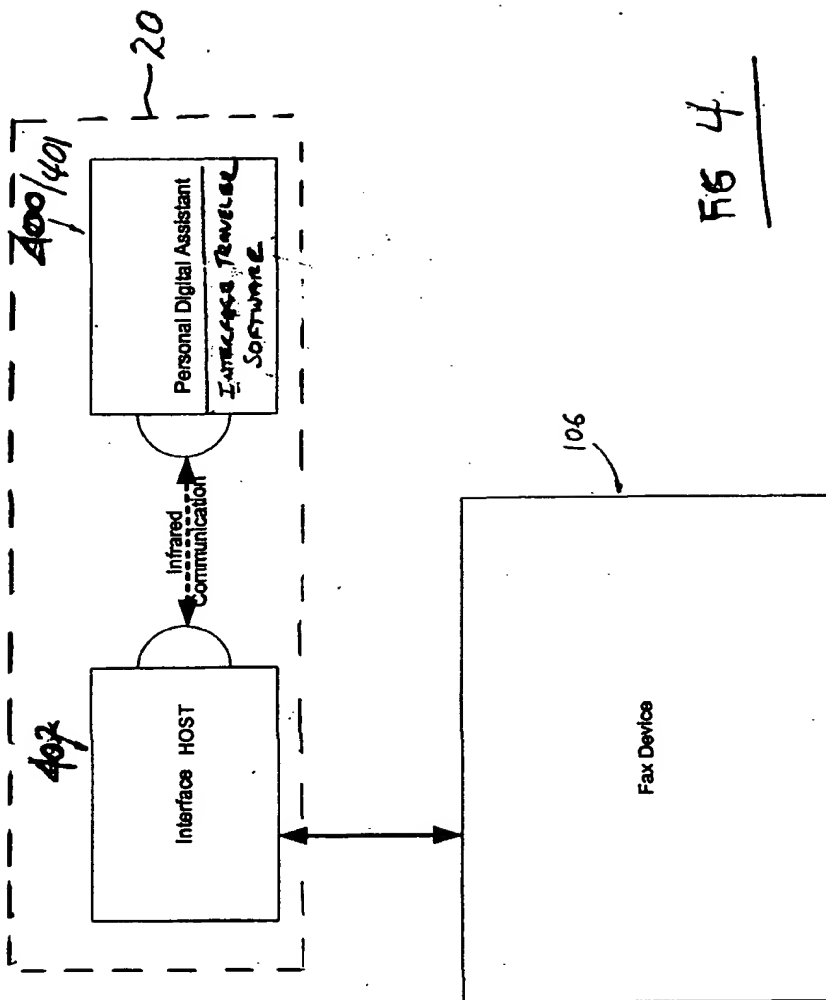 20
400/401
Personal Digital Assistant
INTERFACE TRAVELER
SOFTWARE
Infrared
Communication
402
Interface HOST
106
Fax Device
FIG 4